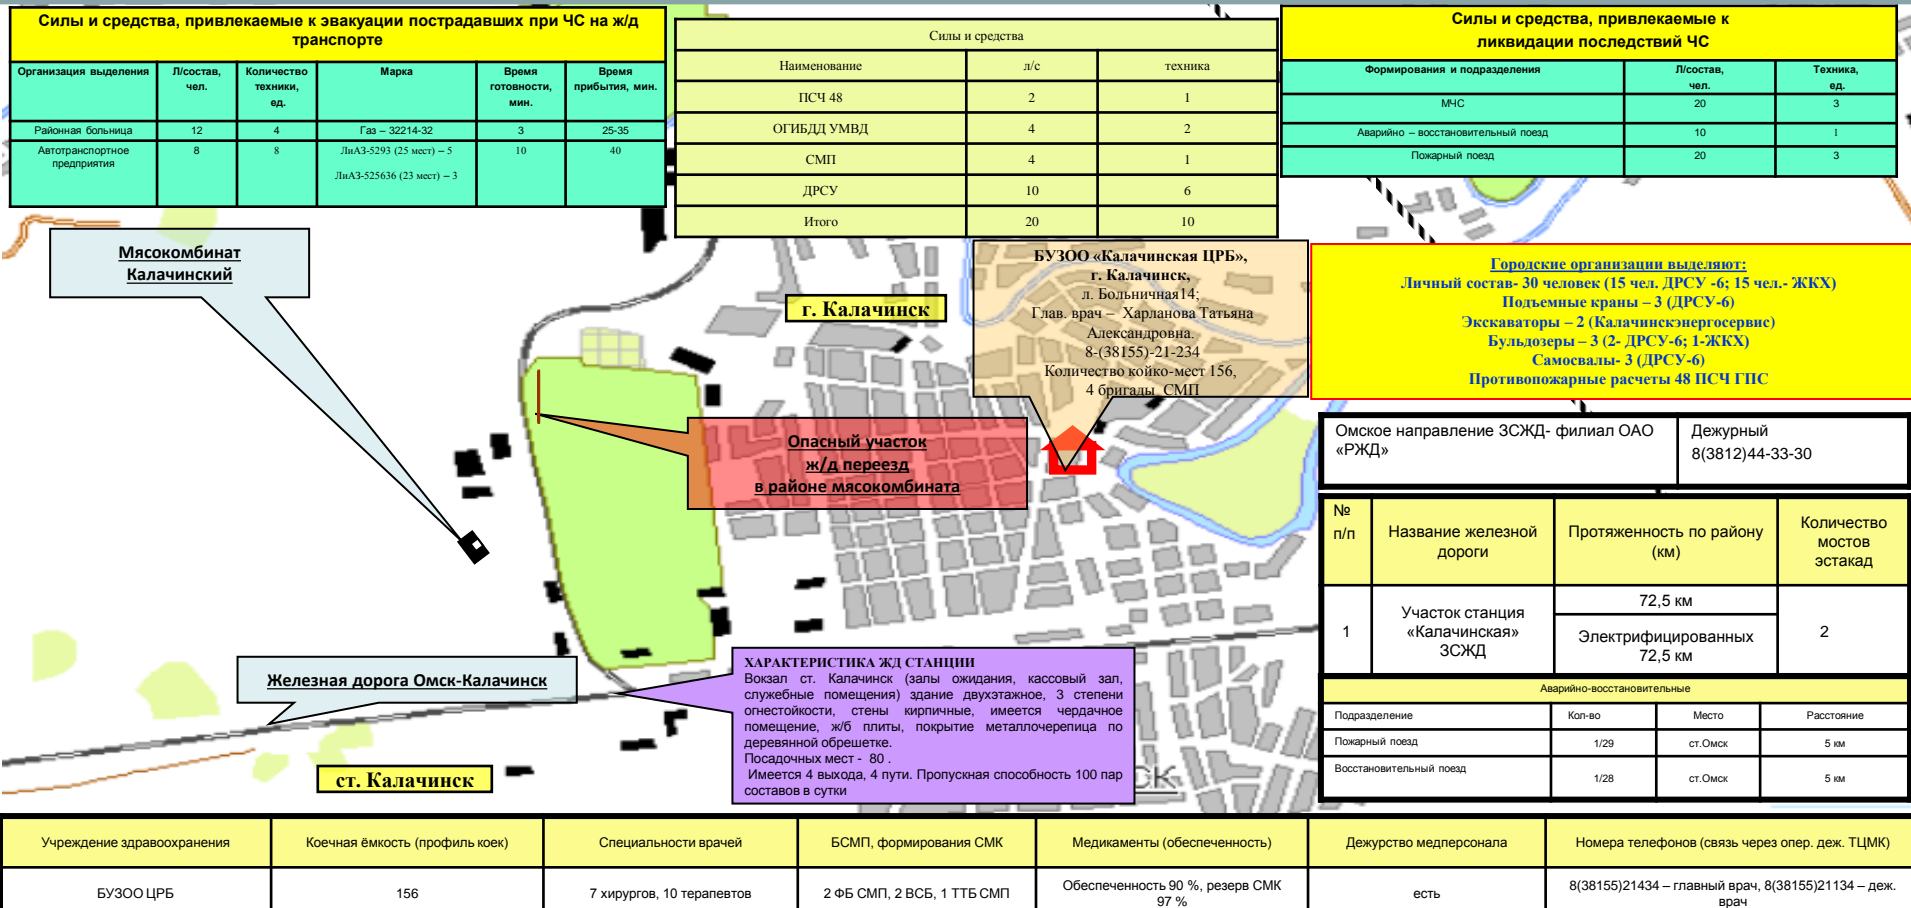 Силы и средства, привлекаемые к эвакуации пострадавших при ЧС на ж/д
транспорте
Организация выделения Л/состав, чел. Количество техники, ед. Марка Время готовности, мин. Время прибытия, мин.
Районная больница 12 4 Газ – 32214-32 3 25-35
Автотранспортное предприятия 8 8 ЛиАЗ-5293 (25 мест) – 5 10 40
ЛиАЗ-525636 (23 мест) – 3
Силы и средства
Наименование л/с техника
ПСЧ 48 2 1
ОГИБДД УМВД 4 2
СМП 4 1
ДРСУ 10 6
Итого 20 10
Силы и средства, привлекаемые к
ликвидации последствий ЧС
Формирования и подразделения Л/состав, чел. Техника, ед.
МЧС 20 3
Аварийно – восстановительный поезд 10 1
Пожарный поезд 20 3
Мясокомбинат
Калачинский
г. Калачинск
БУЗОО «Калачинская ЦРБ»,
г. Калачинск,
л. Больничная14;
Глав. врач – Харланова Татьяна
Александровна.
8-(38155)-21-234
Количество койко-мест 156,
4 бригады СМП
Городские организации выделяют:
Личный состав- 30 человек (15 чел. ДРСУ -6; 15 чел.- ЖКХ)
Подъемные краны – 3 (ДРСУ-6)
Экскаваторы – 2 (Калачинскэнергосервис)
Бульдозеры – 3 (2- ДРСУ-6; 1-ЖКХ)
Самосвалы- 3 (ДРСУ-6)
Противопожарные расчеты 48 ПСЧ ГПС
Опасный участок
ж/д переезд
в районе мясокомбината
Омское направление ЗСЖД- филиал ОАО
«РЖД»
Дежурный
8(3812)44-33-30
№ п/п Название железной дороги Протяженность по району (км) Количество мостов эстакад
1 Участок станция «Калачинская» ЗСЖД 72,5 км 2
Электрифицированных
72,5 км
Аварийно-восстановительные
Подразделение Кол-во Место Расстояние
Пожарный поезд 1/29 ст.Омск 5 км
Восстановительный поезд 1/28 ст.Омск 5 км
Железная дорога Омск-Калачинск
ст. Калачинск
ХАРАКТЕРИСТИКА ЖД СТАНЦИИ
Вокзал ст. Калачинск (залы ожидания, кассовый зал,
служебные помещения) здание двухэтажное, 3 степени
огнестойкости, стены кирпичные, имеется чердачное
помещение, ж/б плиты, покрытие металлочерепица по
деревянной обрешетке.
Посадочных мест - 80 .
Имеется 4 выхода, 4 пути. Пропускная способность 100 пар
составов в сутки
СК
Учреждение здравоохранения Коечная ёмкость (профиль коек) Специальности врачей БСМП, формирования СМК Медикаменты (обеспеченность) Дежурство медперсонала Номера телефонов (связь через опер. деж. ТЦМК)
БУЗОО ЦРБ 156 7 хирургов, 10 терапевтов 2 ФБ СМП, 2 ВСБ, 1 ТТБ СМП Обеспеченность 90 %, резерв СМК 97 % есть 8(38155)21434 – главный врач, 8(38155)21134 – деж. врач